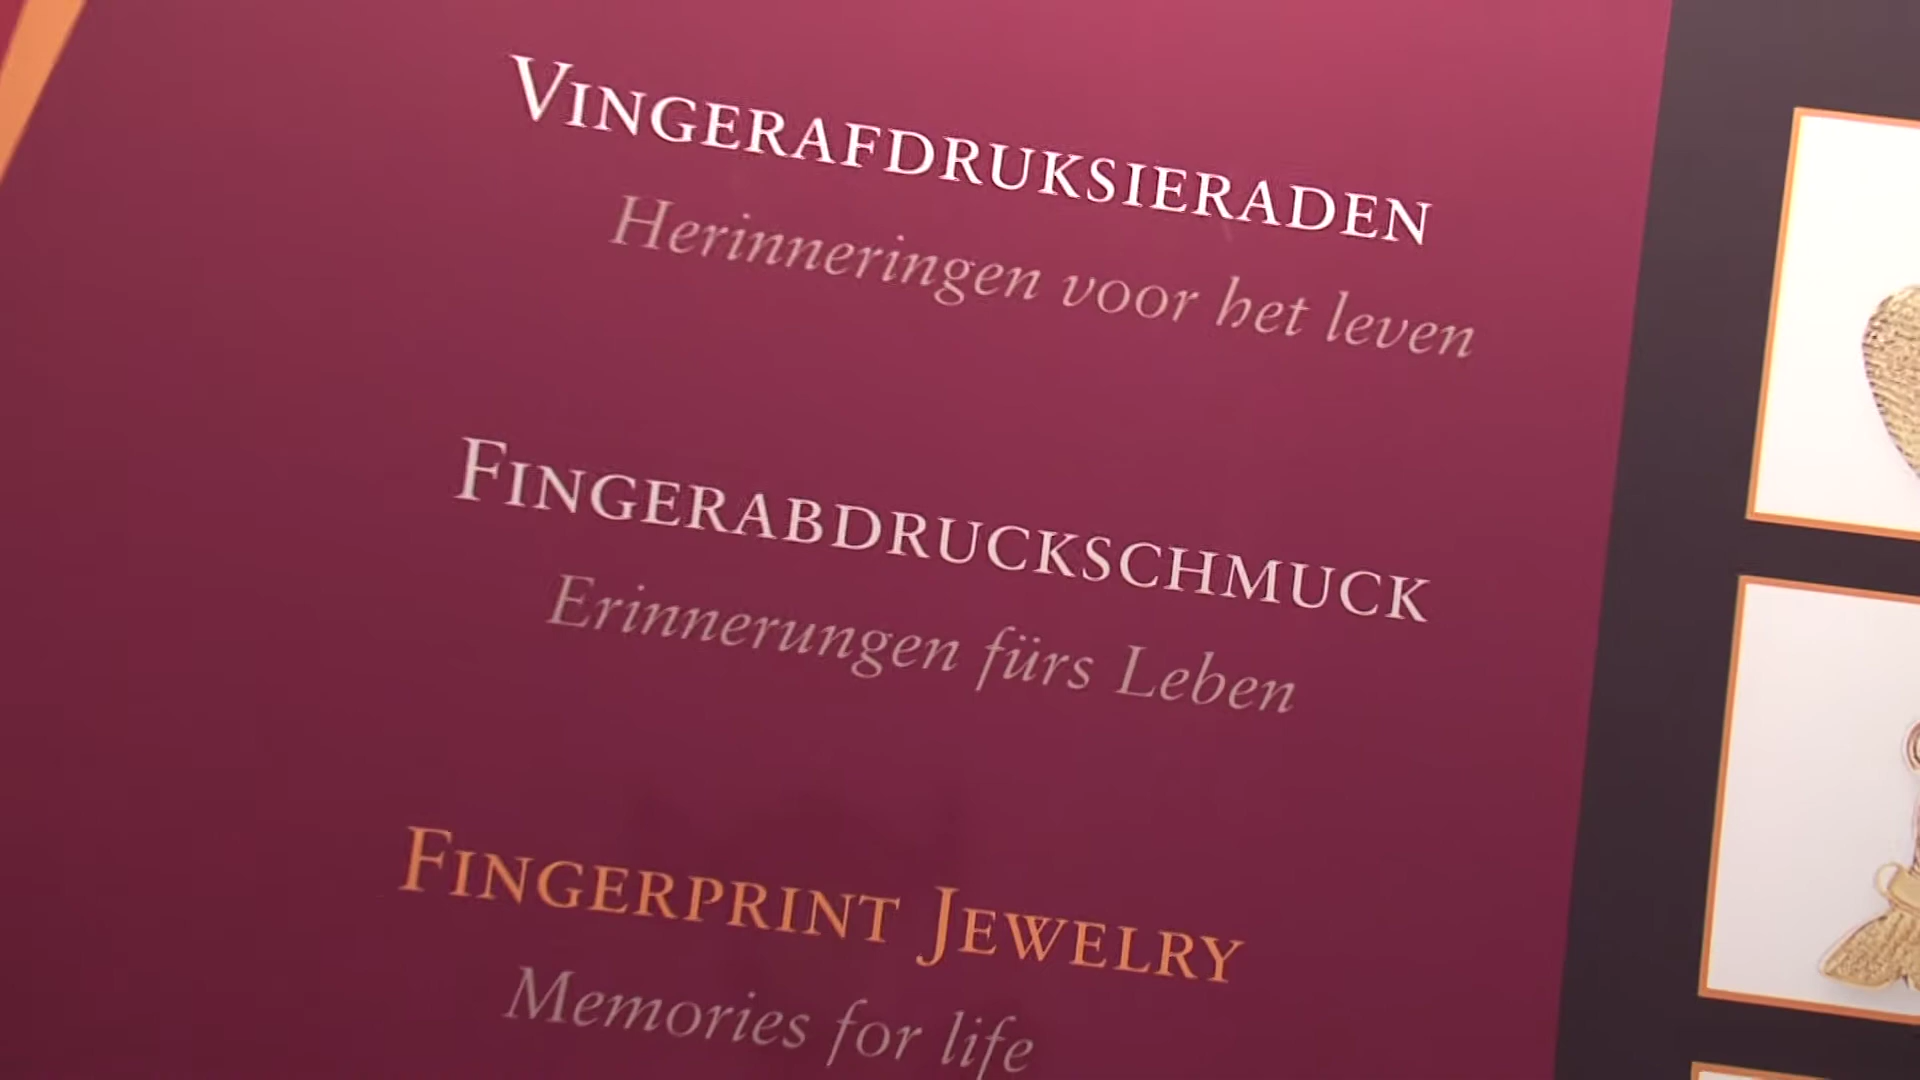 VINGERAFDRUKSIERADEN
Herinneringen voor het leven
FINGERABDRUCKSCHMUCK
Erinnerungen fürs Leben
FINGERPRINT JEWELRY
Memories for life